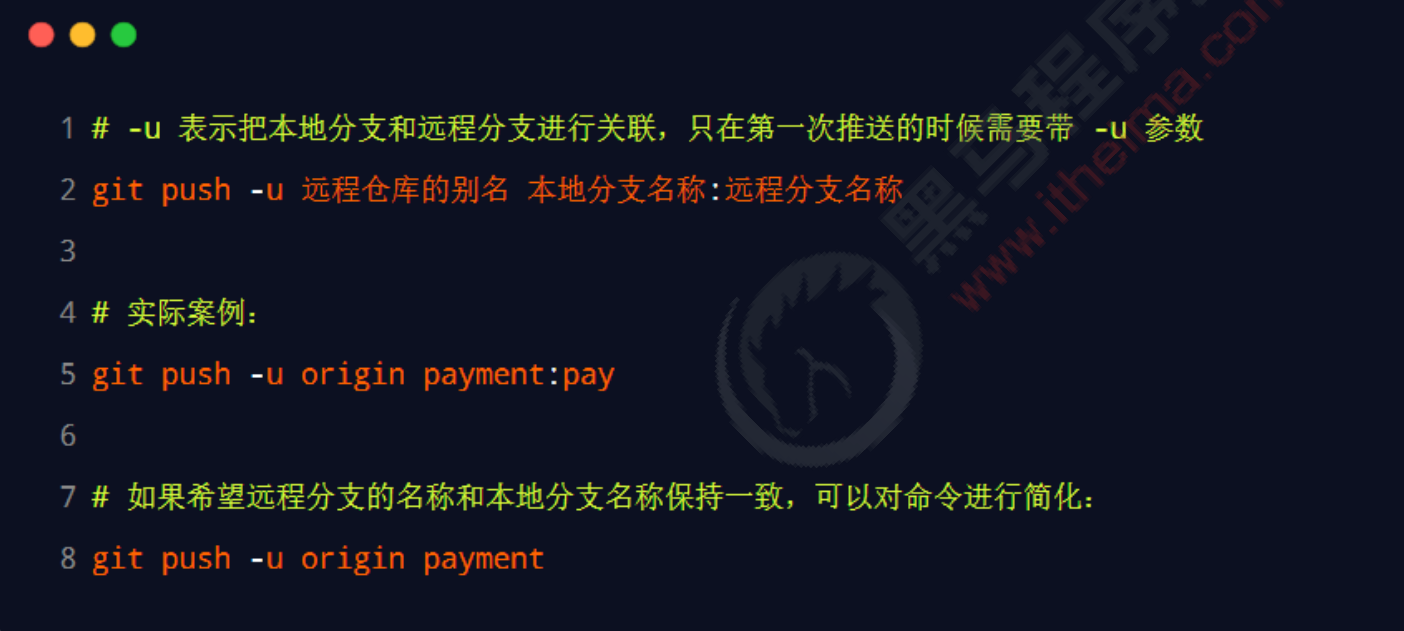 1 # -u 表示把本地分支和远程分支进行关联，只在第一次推送的时候需要带 -u 参数
2 git push -u 远程仓库的别名 本地分支名称:远程分支名称
3
4 # 实际案例：
5 git push -u origin payment:pay
6
7 # 如果希望远程分支的名称和本地分支名称保持一致，可以对命令进行简化：
8 git push -u origin payment
黑马程序
www.itheima.com